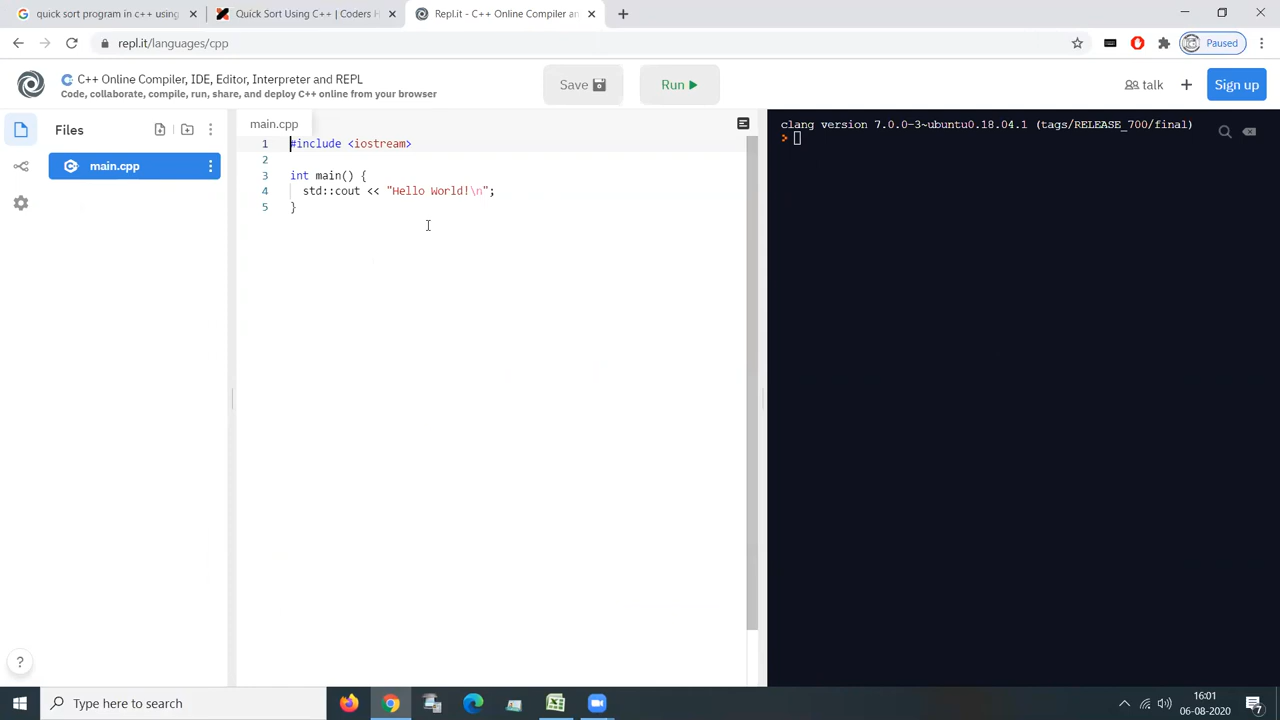 quick sort program in c++ using
Quick Sort Using C++ | Coders H
Repl.it - C++ Online Compiler an
repl.it/languages/cpp
Paused
C++ Online Compiler, IDE, Editor, Interpreter and REPL
Code, collaborate, compile, run, share, and deploy C++ online from your browser
Save
Run
talk
Sign up
Files
main.cpp
main.cpp
1 #include <iostream>
2
3 int main() {
4 std::cout << "Hello World!\n";
5 }
clang version 7.0.0-3~ubuntu0.18.04.1 (tags/RELEASE_700/final)
?
Type here to search
16:01
06-08-2020
7